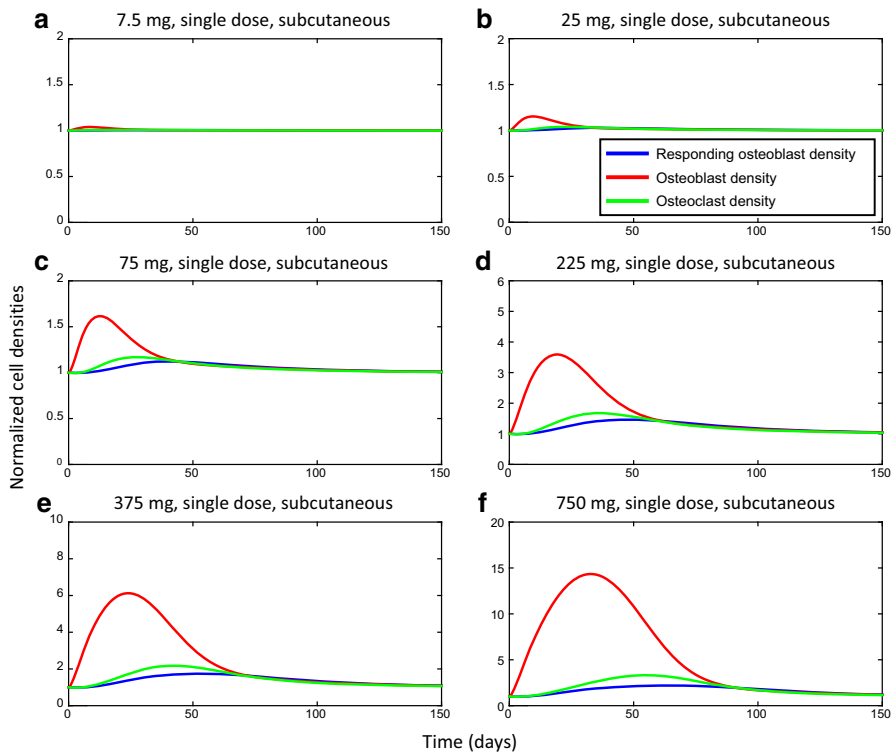 a 7.5 mg, single dose, subcutaneous
2
1.5
1
0.5
0
0 50 100 150
b 25 mg, single dose, subcutaneous
2
1.5
1
0.5
0
0 50 100 150
Responding osteoblast density
Osteoblast density
Osteoclast density
Normalized cell densities
c 75 mg, single dose, subcutaneous
2
1.5
1
0.5
0
0 50 100 150
d 225 mg, single dose, subcutaneous
6
5
4
3
2
1
0
0 50 100 150
e 375 mg, single dose, subcutaneous
10
8
6
4
2
0
0 50 100 150
f 750 mg, single dose, subcutaneous
20
15
10
5
0
0 50 100 150
Time (days)